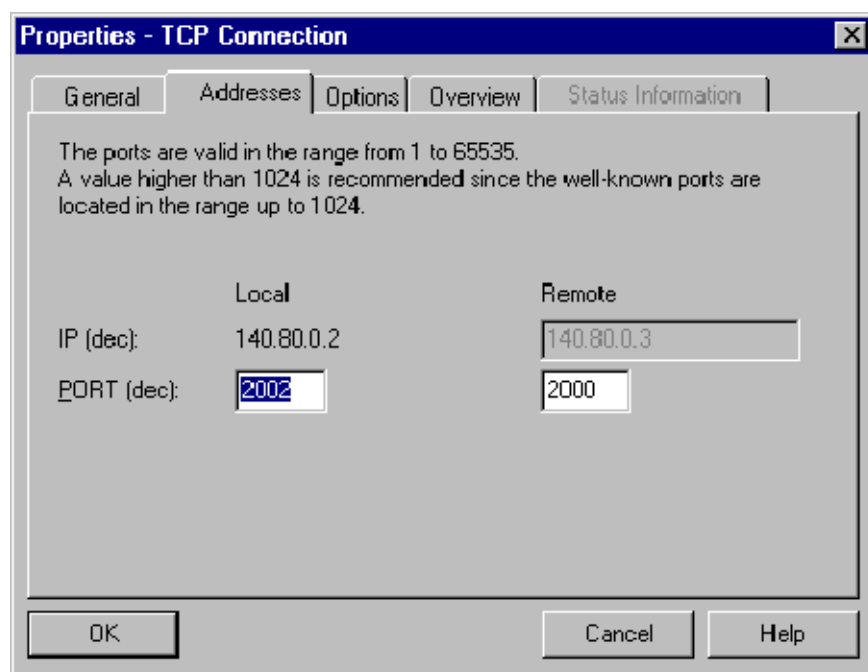 Properties - TCP Connection
General Addresses Options Overview Status Information
The ports are valid in the range from 1 to 65535.
A value higher than 1024 is recommended since the well-known ports are
located in the range up to 1024.
Local Remote
IP (dec): 140.80.0.2 140.80.0.3
PORT (dec): 2002 2000
OK Cancel Help